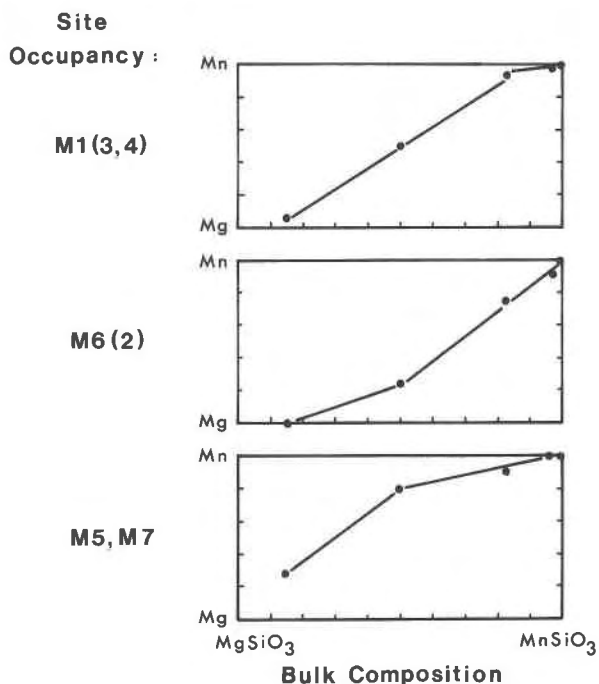 Site
Occupancy :
Mn
M1(3,4)
Mg
Mn
M6(2)
Mg
Mn
M5,M7
Mg
MgSiO₃
MnSiO₃
Bulk Composition